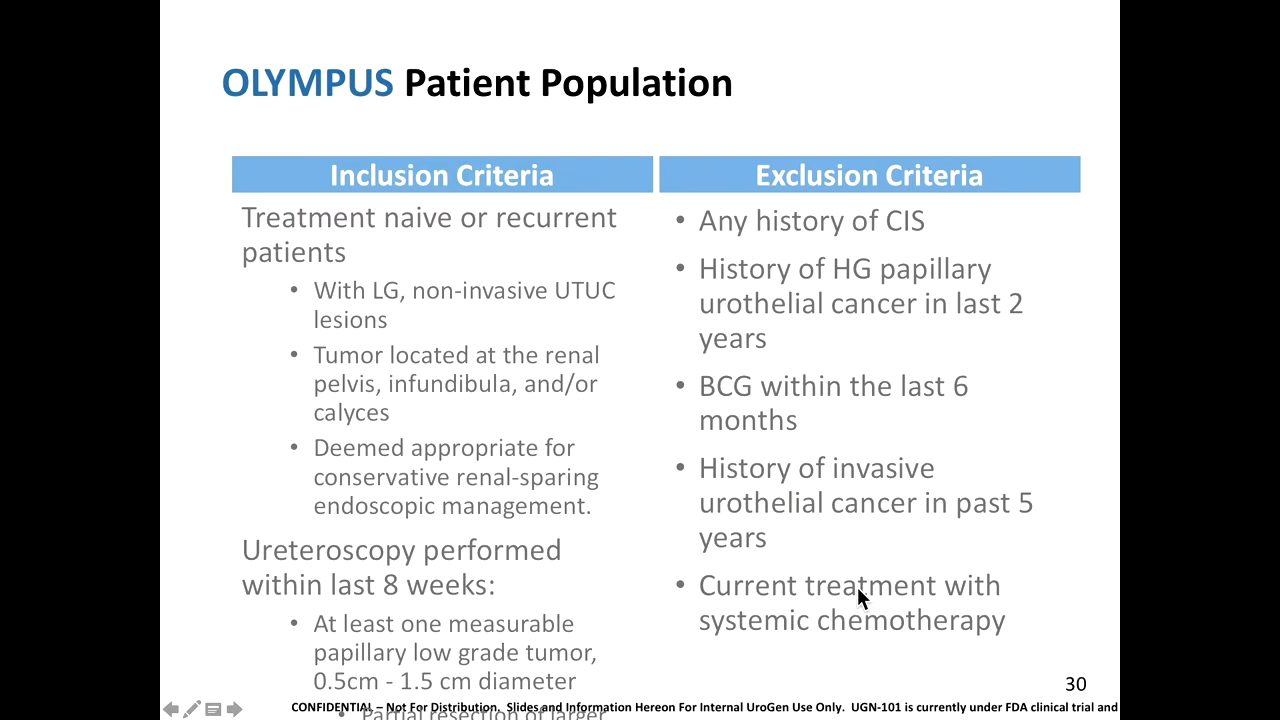 OLYMPUS Patient Population
Inclusion Criteria
Treatment naive or recurrent
patients
• With LG, non-invasive UTUC
lesions
• Tumor located at the renal
pelvis, infundibula, and/or
calyces
• Deemed appropriate for
conservative renal-sparing
endoscopic management.
Ureteroscopy performed
within last 8 weeks:
• At least one measurable
papillary low grade tumor,
0.5cm - 1.5 cm diameter
• Partial resection of larger
Exclusion Criteria
• Any history of CIS
• History of HG papillary
urothelial cancer in last 2
years
• BCG within the last 6
months
• History of invasive
urothelial cancer in past 5
years
• Current treatment with
systemic chemotherapy
30
CONFIDENTIAL – Not For Distribution. Slides and Information Hereon For Internal UroGen Use Only. UGN-101 is currently under FDA clinical trial and